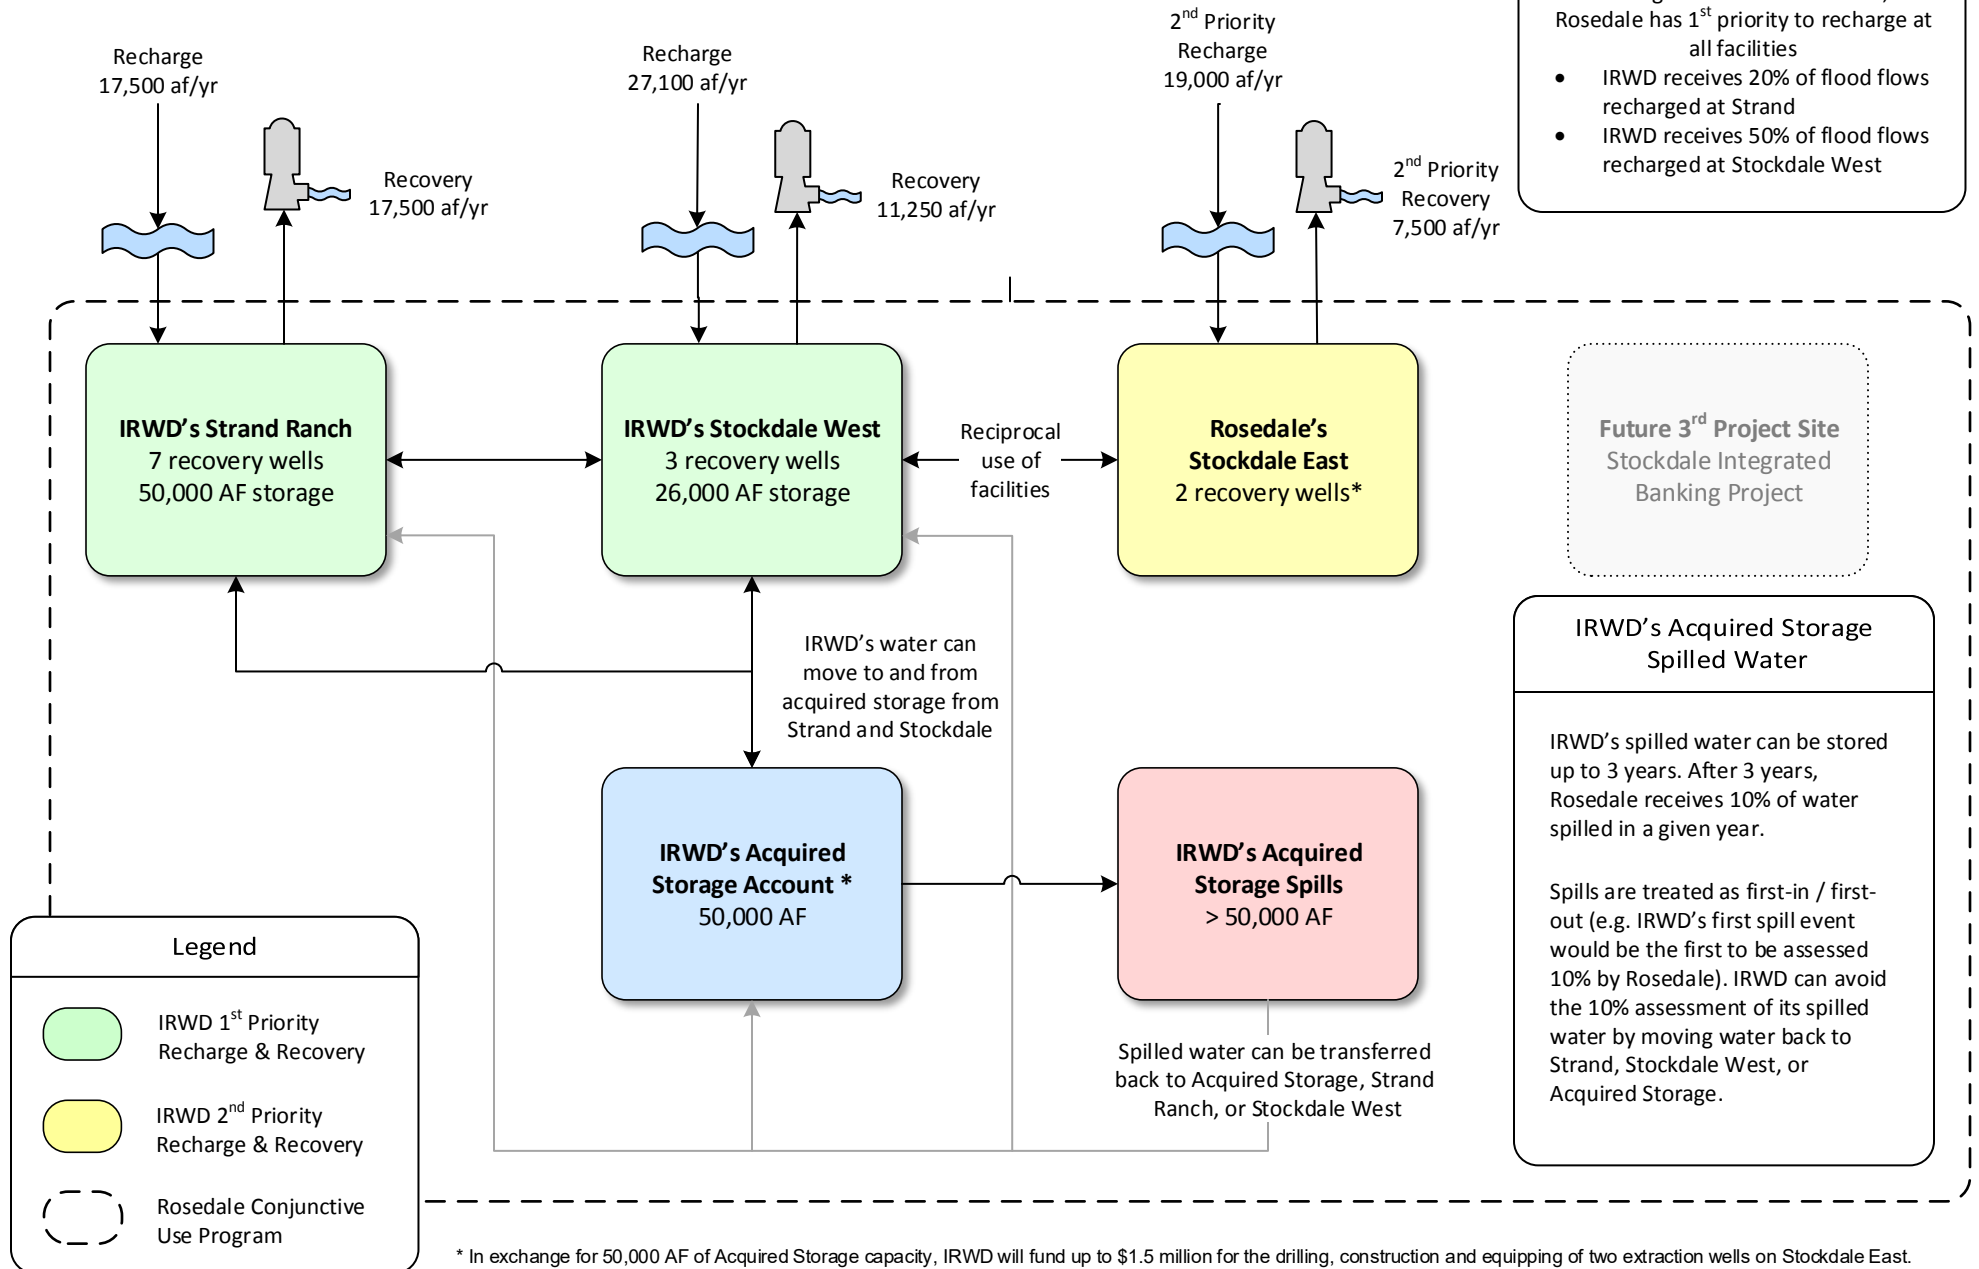 Rosedale has 1st priority to recharge at
all facilities
• IRWD receives 20% of flood flows
recharged at Strand
• IRWD receives 50% of flood flows
recharged at Stockdale West
Recharge
17,500 af/yr
Recovery
17,500 af/yr
Recharge
27,100 af/yr
Recovery
11,250 af/yr
2nd Priority
Recharge
19,000 af/yr
2nd Priority
Recovery
7,500 af/yr
IRWD's Strand Ranch
7 recovery wells
50,000 AF storage
IRWD's Stockdale West
3 recovery wells
26,000 AF storage
Reciprocal
use of
facilities
Rosedale's
Stockdale East
2 recovery wells*
Future 3rd Project Site
Stockdale Integrated
Banking Project
IRWD's water can
move to and from
acquired storage from
Strand and Stockdale
IRWD's Acquired
Storage Account *
50,000 AF
IRWD's Acquired
Storage Spills
> 50,000 AF
Spilled water can be transferred
back to Acquired Storage, Strand
Ranch, or Stockdale West
IRWD's Acquired Storage
Spilled Water
IRWD's spilled water can be stored
up to 3 years. After 3 years,
Rosedale receives 10% of water
spilled in a given year.
Spills are treated as first-in / first-
out (e.g. IRWD's first spill event
would be the first to be assessed
10% by Rosedale). IRWD can avoid
the 10% assessment of its spilled
water by moving water back to
Strand, Stockdale West, or
Acquired Storage.
Legend
IRWD 1st Priority
Recharge & Recovery
IRWD 2nd Priority
Recharge & Recovery
Rosedale Conjunctive
Use Program
* In exchange for 50,000 AF of Acquired Storage capacity, IRWD will fund up to $1.5 million for the drilling, construction and equipping of two extraction wells on Stockdale East.